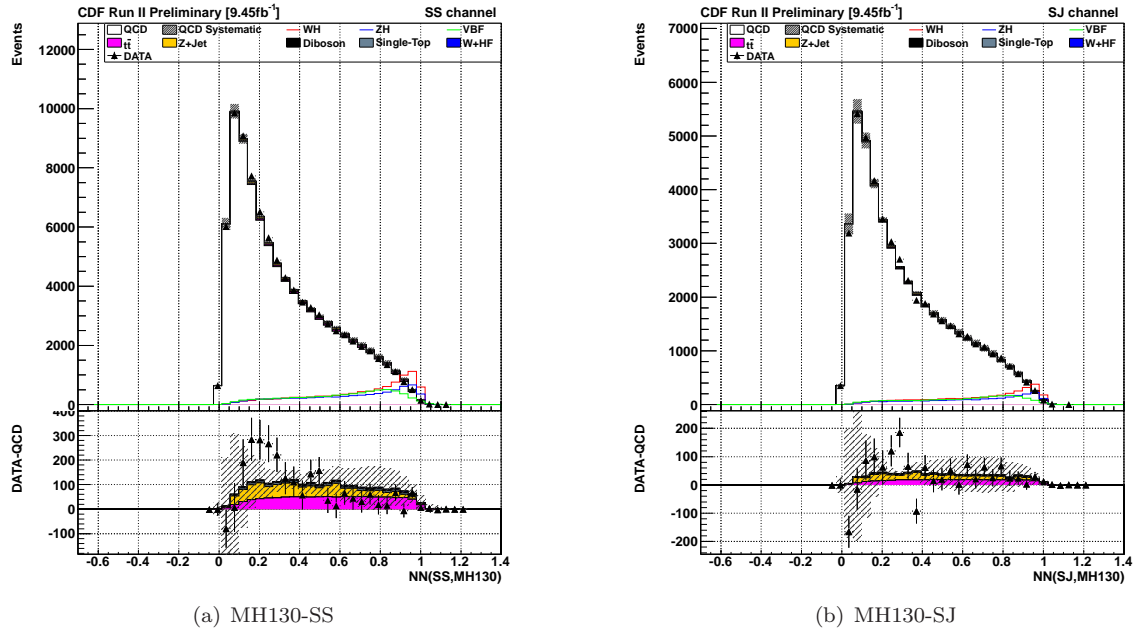 CDF Run II Preliminary [9.45fb⁻¹] SS channel
Events
QCD QCD Systematic WH ZH VBF
tt̄ Z+Jet Diboson Single-Top W+HF
DATA
12000
10000
8000
6000
4000
2000
0
400
300
200
100
0
-100
DATA-QCD
-0.6 -0.4 -0.2 0 0.2 0.4 0.6 0.8 1 1.2 1.4
NN(SS,MH130)
(a) MH130-SS
CDF Run II Preliminary [9.45fb⁻¹] SJ channel
Events
QCD QCD Systematic WH ZH VBF
tt̄ Z+Jet Diboson Single-Top W+HF
DATA
7000
6000
5000
4000
3000
2000
1000
0
200
100
0
-100
-200
DATA-QCD
-0.6 -0.4 -0.2 0 0.2 0.4 0.6 0.8 1 1.2 1.4
NN(SJ,MH130)
(b) MH130-SJ